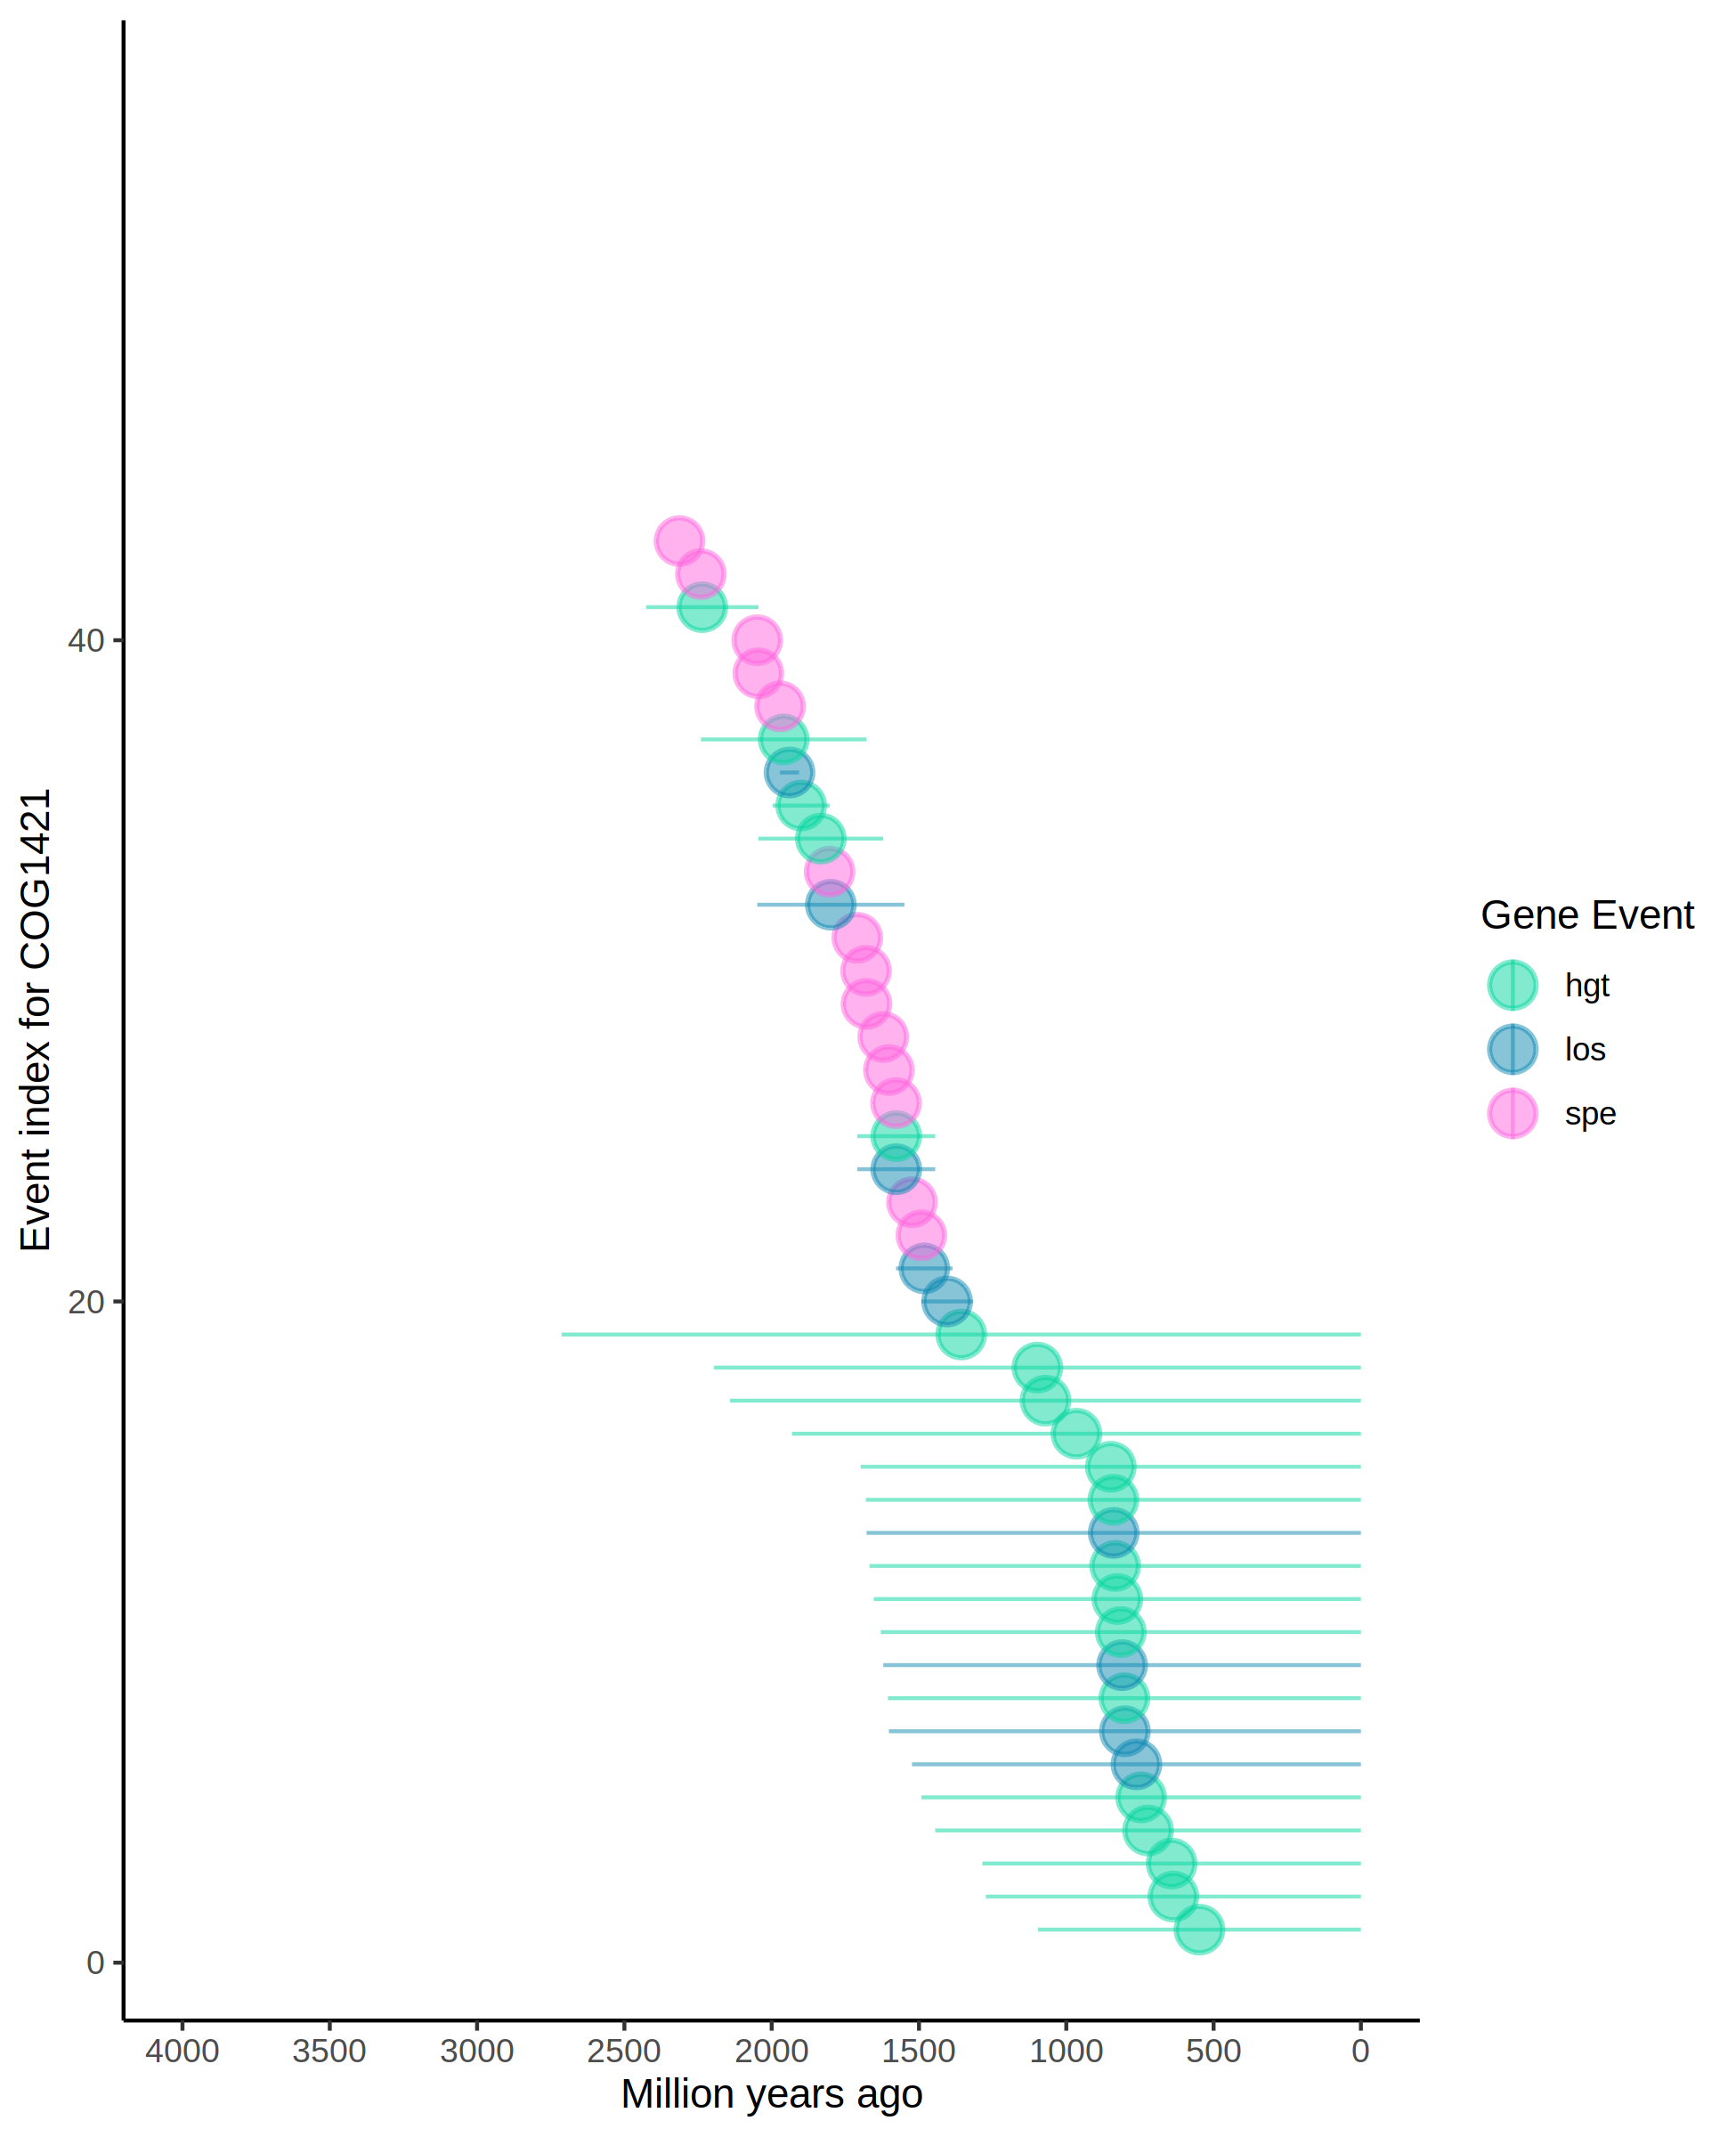 Event index for COG1421
40
20
0
4000 3500 3000 2500 2000 1500 1000 500 0
Million years ago
Gene Event
hgt
los
spe